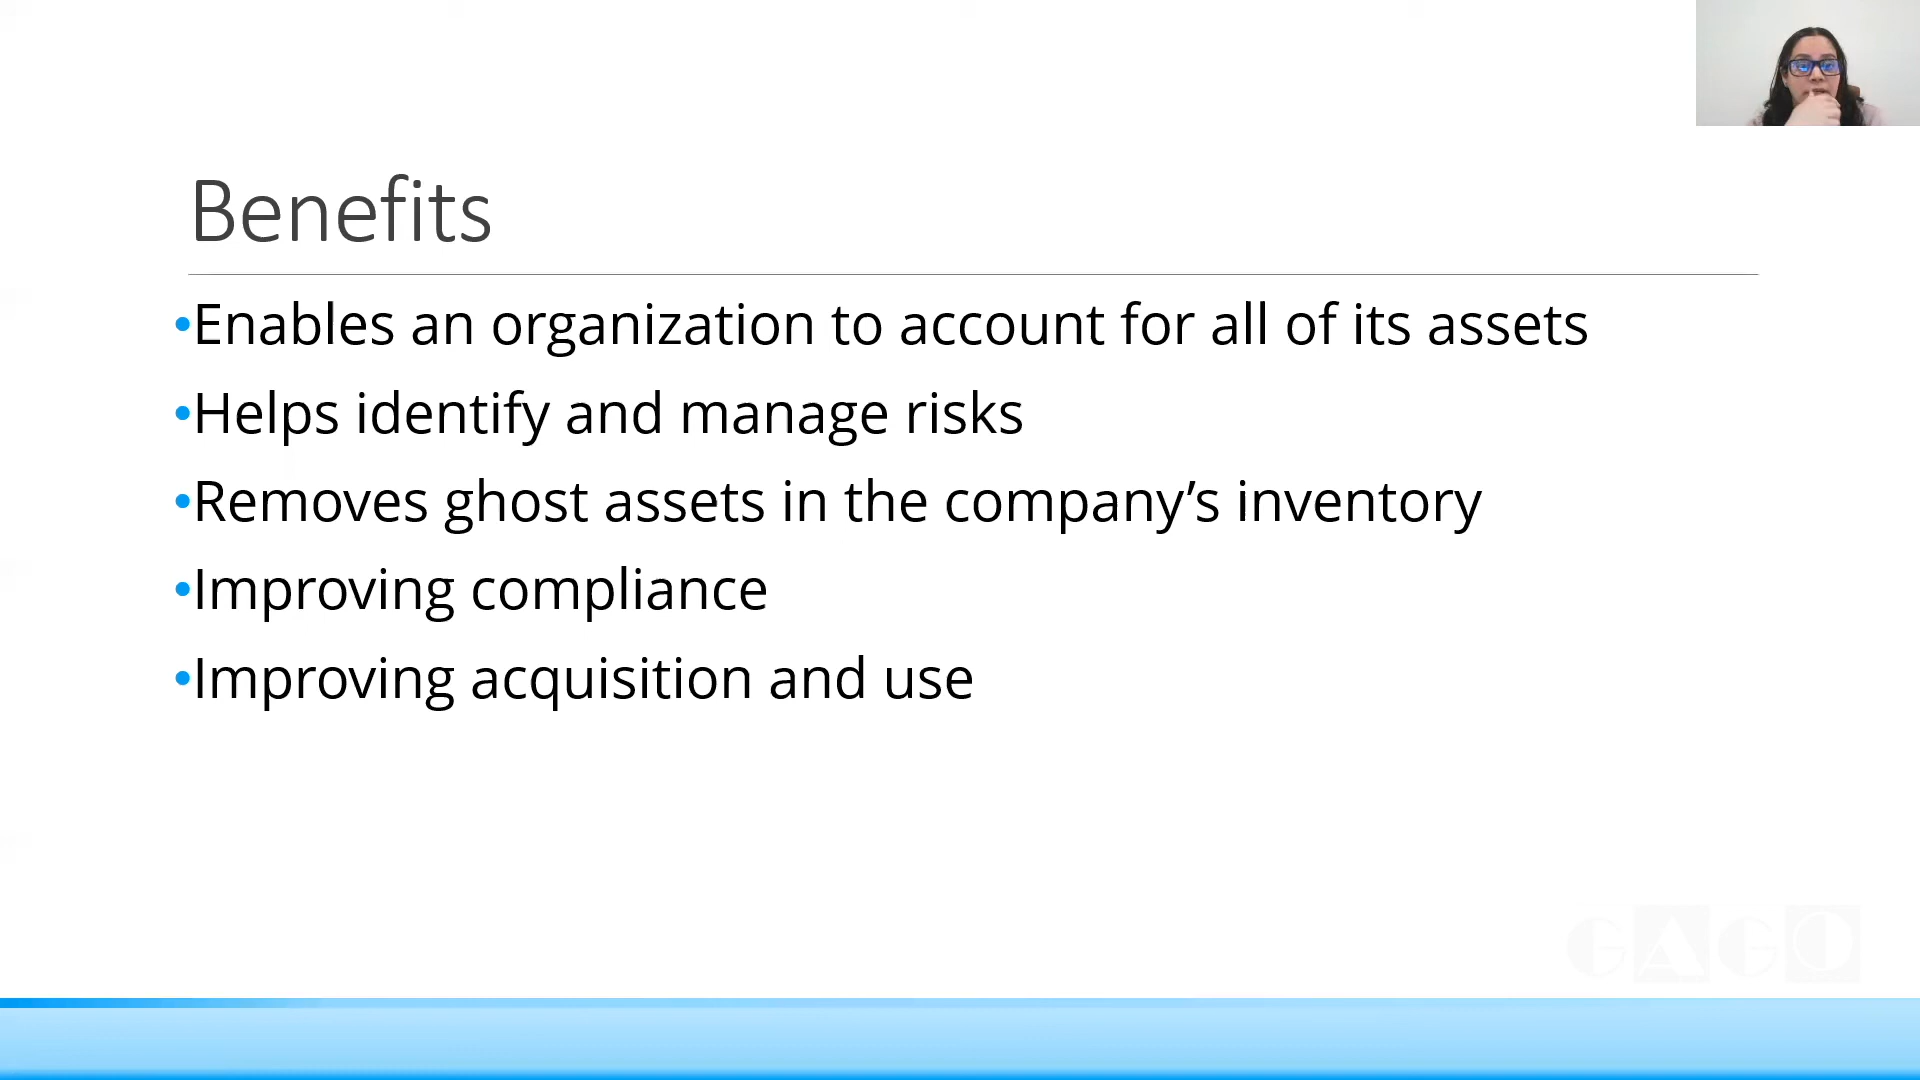 Benefits
•Enables an organization to account for all of its assets
•Helps identify and manage risks
•Removes ghost assets in the company’s inventory
•Improving compliance
•Improving acquisition and use
GAGO